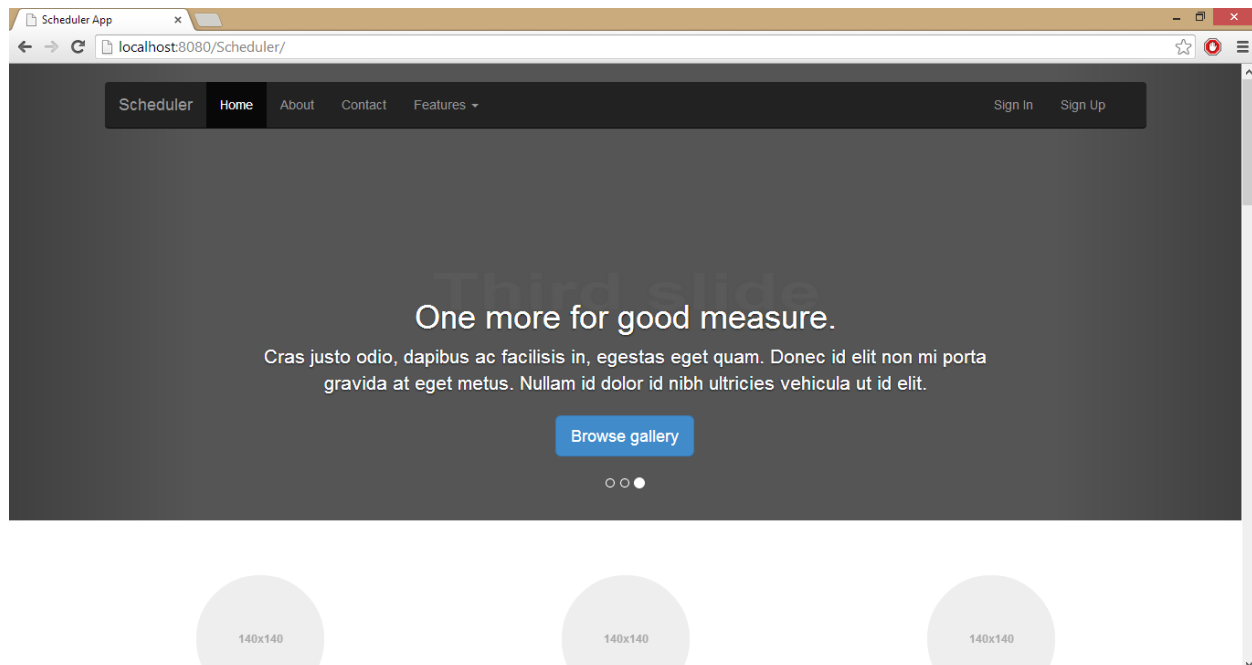 Scheduler App
localhost:8080/Scheduler/
Scheduler Home About Contact Features Sign In Sign Up
Third slide
One more for good measure.
Cras justo odio, dapibus ac facilisis in, egestas eget quam. Donec id elit non mi porta
gravida at eget metus. Nullam id dolor id nibh ultricies vehicula ut id elit.
Browse gallery
140x140 140x140 140x140